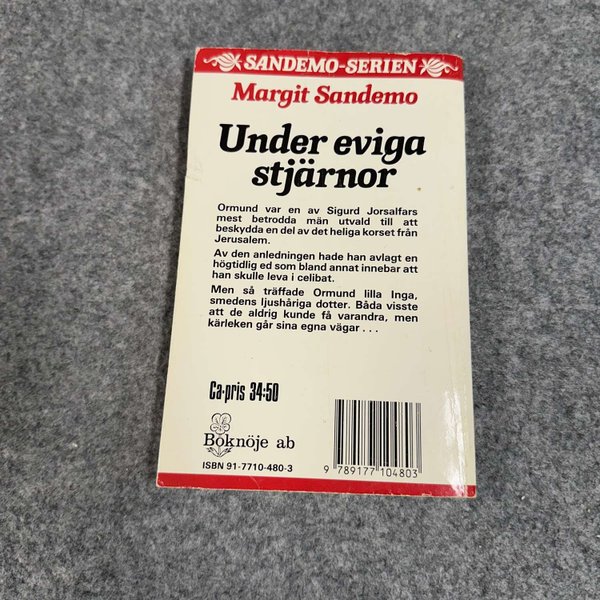 SANDEMO-SERIEN
Margit Sandemo
Under eviga
stjärnor
Ormund var en av Sigurd Jorsalfars
mest betrodda män utvald till att
beskydda en del av det heliga korset från
Jerusalem.
Av den anledningen hade han avlagt en
högtidlig ed som bland annat innebar att
han skulle leva i celibat.
Men så träffade Ormund lilla Inga,
smedens ljushåriga dotter. Båda visste
att de aldrig kunde få varandra, men
kärleken går sina egna vägar . . .
Ca-pris 34:50
Boknöje ab
ISBN 91-7710-480-3
9 789177 104803